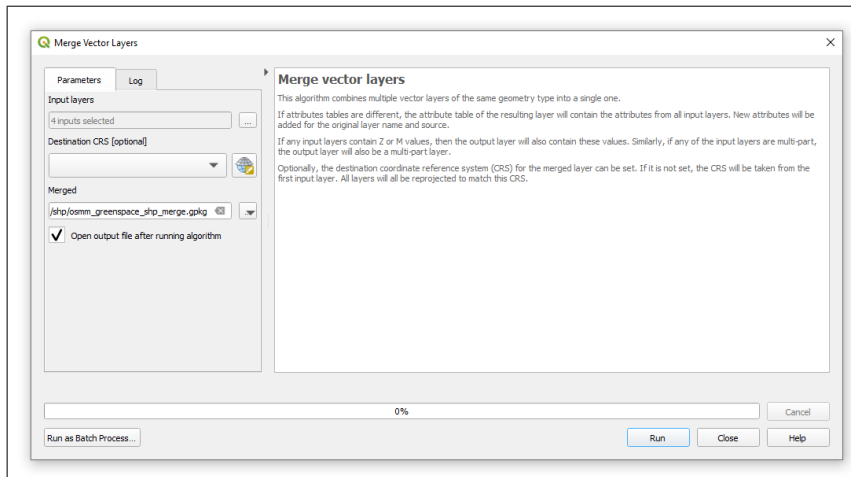 Merge Vector Layers
Parameters
Log
Input layers
4 inputs selected
...
Destination CRS [optional]
Merged
/shp/osmm_greenspace_shp_merge.gpkg
Open output file after running algorithm
Merge vector layers
This algorithm combines multiple vector layers of the same geometry type into a single one.
If attributes tables are different, the attribute table of the resulting layer will contain the attributes from all input layers. New attributes will be
added for the original layer name and source.
If any input layers contain Z or M values, then the output layer will also contain these values. Similarly, if any of the input layers are multi-part,
the output layer will also be a multi-part layer.
Optionally, the destination coordinate reference system (CRS) for the merged layer can be set. If it is not set, the CRS will be taken from the
first input layer. All layers will all be reprojected to match this CRS.
0%
Cancel
Run as Batch Process...
Run
Close
Help